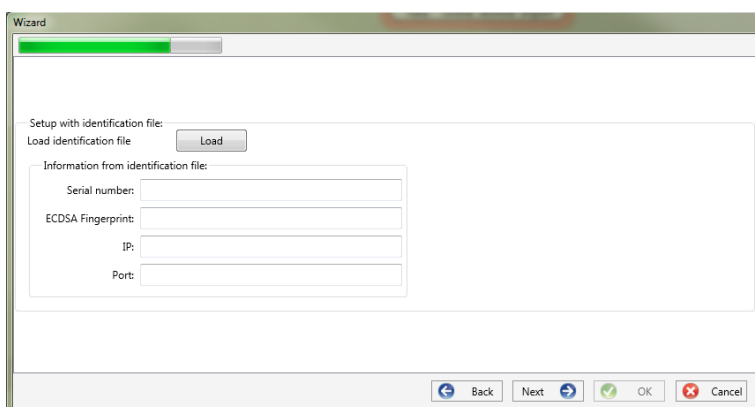 Wizard
Setup with identification file:
Load identification file Load
Information from identification file:
Serial number:
ECDSA Fingerprint:
IP:
Port:
Back Next OK Cancel